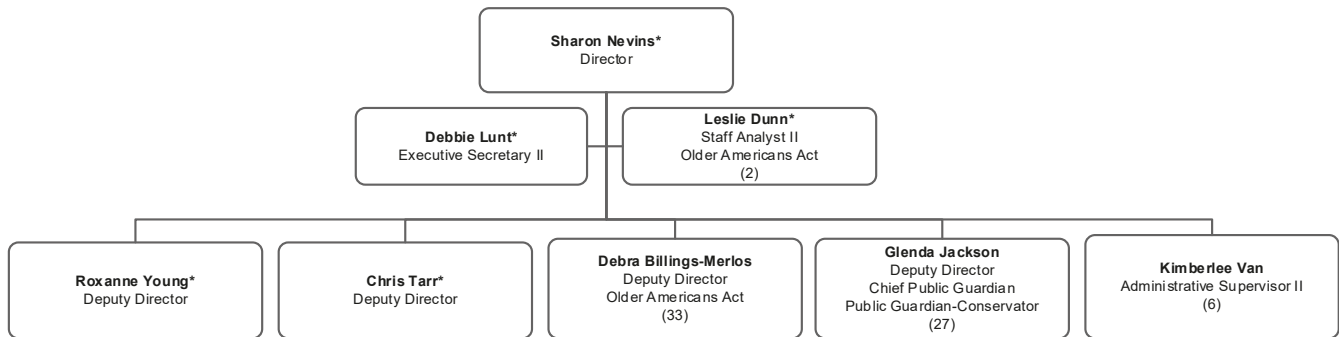 Sharon Nevins*
Director
Debbie Lunt*
Executive Secretary II
Leslie Dunn*
Staff Analyst II
Older Americans Act
(2)
Roxanne Young*
Deputy Director
Chris Tarr*
Deputy Director
Debra Billings-Merlos
Deputy Director
Older Americans Act
(33)
Glenda Jackson
Deputy Director
Chief Public Guardian
Public Guardian-Conservator
(27)
Kimberlee Van
Administrative Supervisor II
(6)